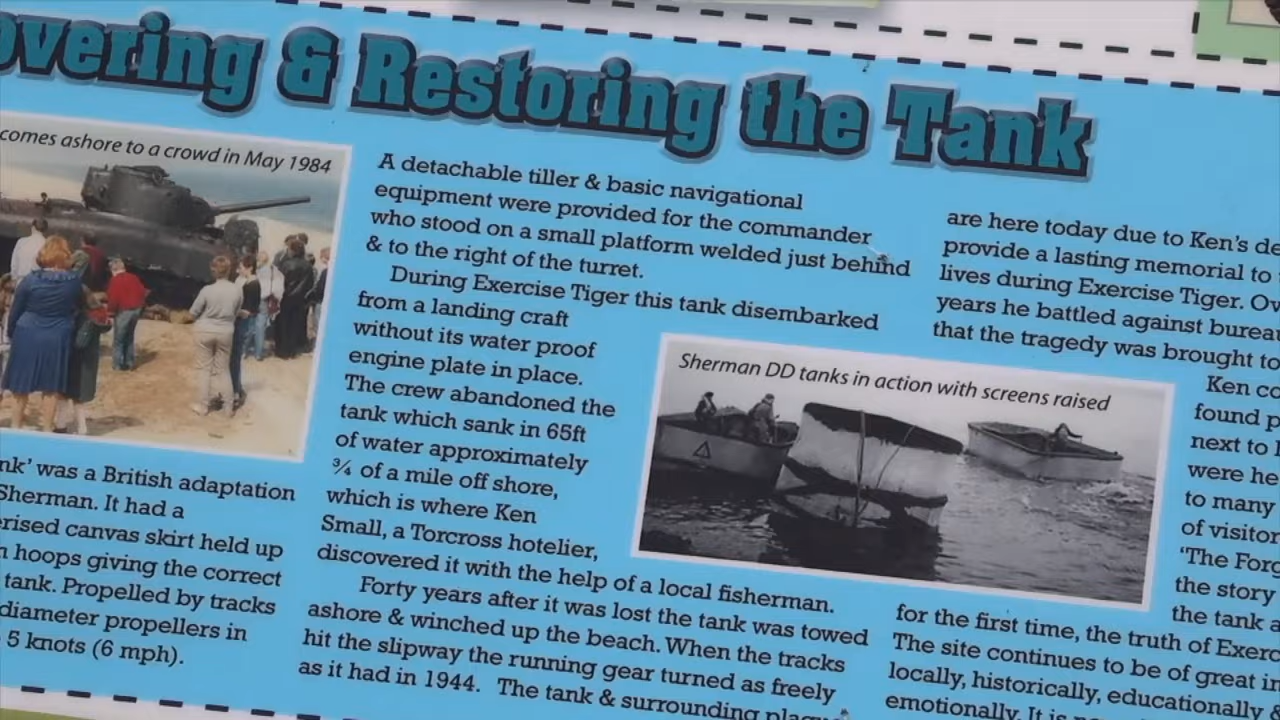 overing & Restoring the Tank
comes ashore to a crowd in May 1984
nk' was a British adaptation
Sherman. It had a
erised canvas skirt held up
hoops giving the correct
tank. Propelled by tracks
diameter propellers in
5 knots (6 mph).
A detachable tiller & basic navigational
equipment were provided for the commander
who stood on a small platform welded just behind
& to the right of the turret.
During Exercise Tiger this tank disembarked
from a landing craft
without its water proof
engine plate in place.
The crew abandoned the
tank which sank in 65ft
of water approximately
¾ of a mile off shore,
which is where Ken
Small, a Torcross hotelier,
discovered it with the help of a local fisherman.
Forty years after it was lost the tank was towed
ashore & winched up the beach. When the tracks
hit the slipway the running gear turned as freely
as it had in 1944. The tank & surrounding
Sherman DD tanks in action with screens raised
are here today due to Ken's de
provide a lasting memorial to
lives during Exercise Tiger. Ov
years he battled against bureau
that the tragedy was brought to
Ken co
found p
next to
were he
to many
of visitor
'The Forg
the story
the tank a
for the first time, the truth of Exerc
The site continues to be of great in
locally, historically, educationally &
emotionally. It is